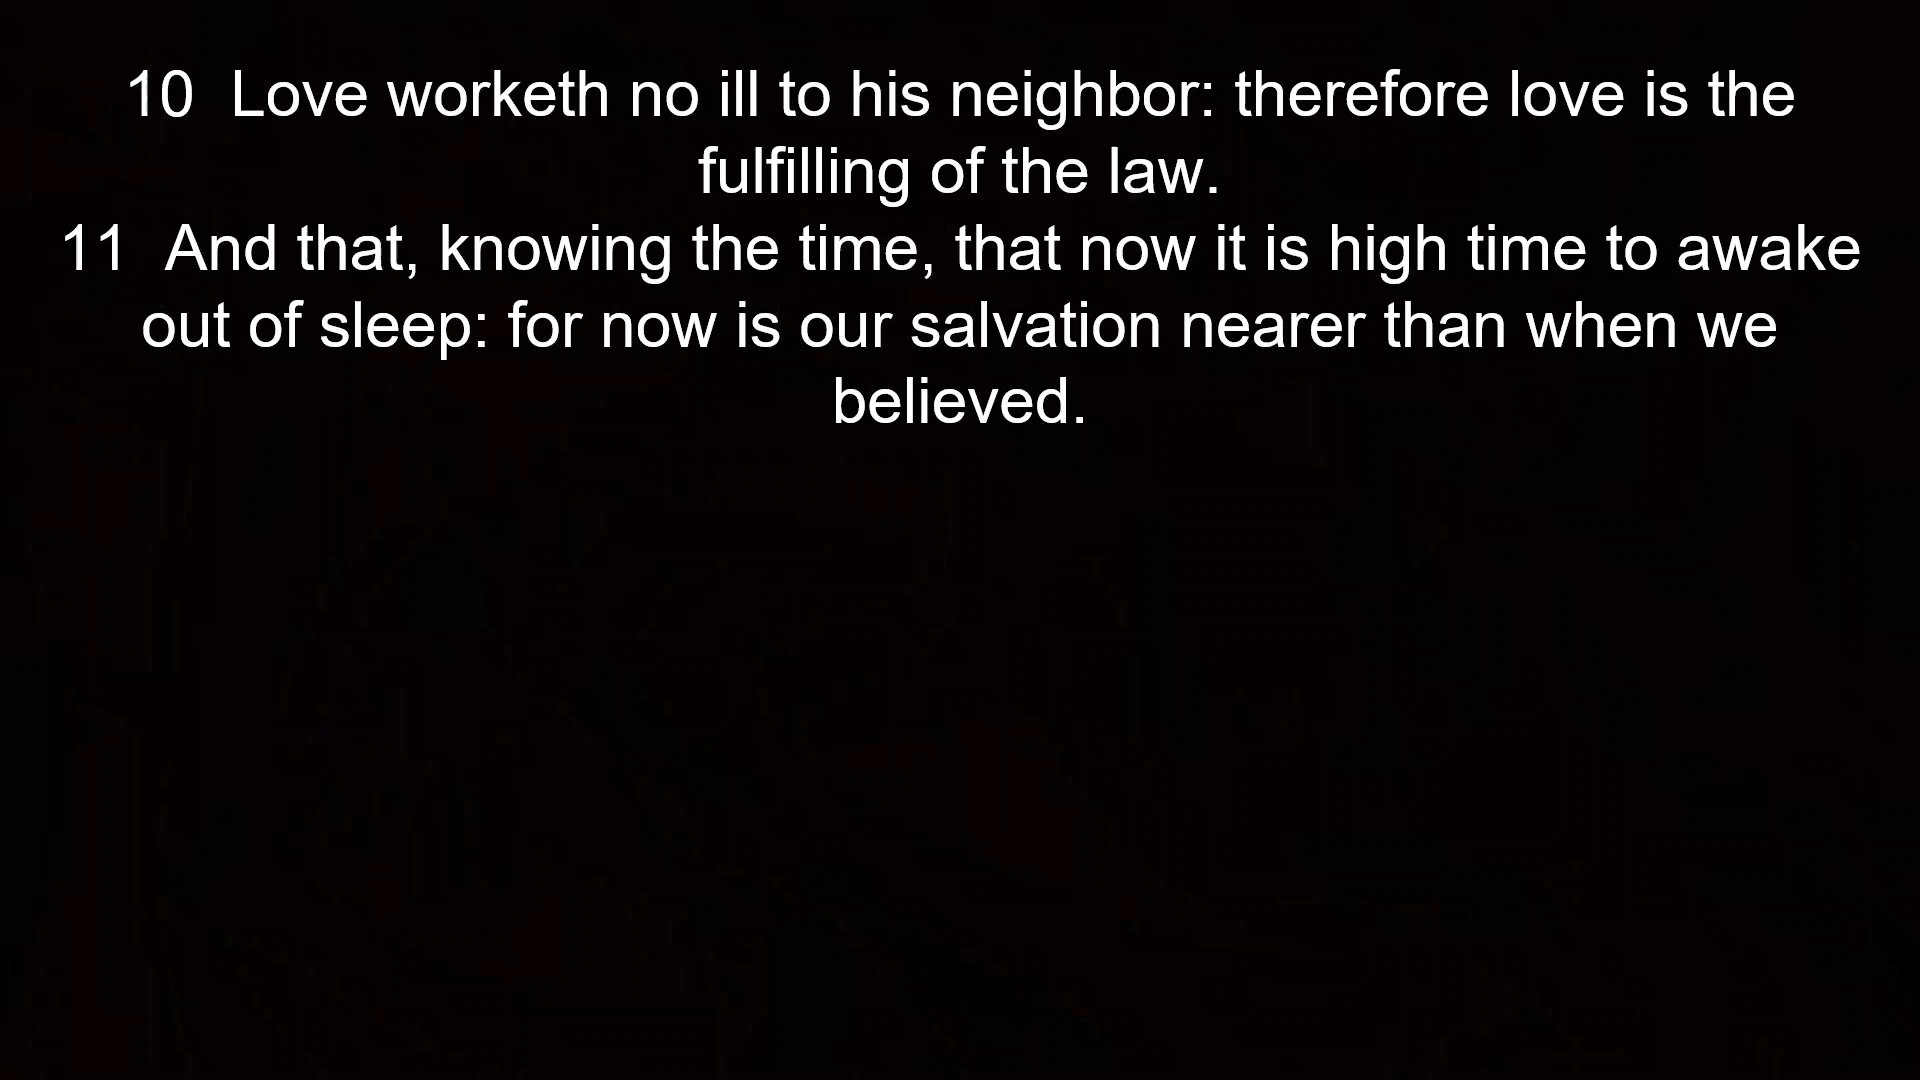 10  Love worketh no ill to his neighbor: therefore love is the
fulfilling of the law.
11  And that, knowing the time, that now it is high time to awake
out of sleep: for now is our salvation nearer than when we
believed.